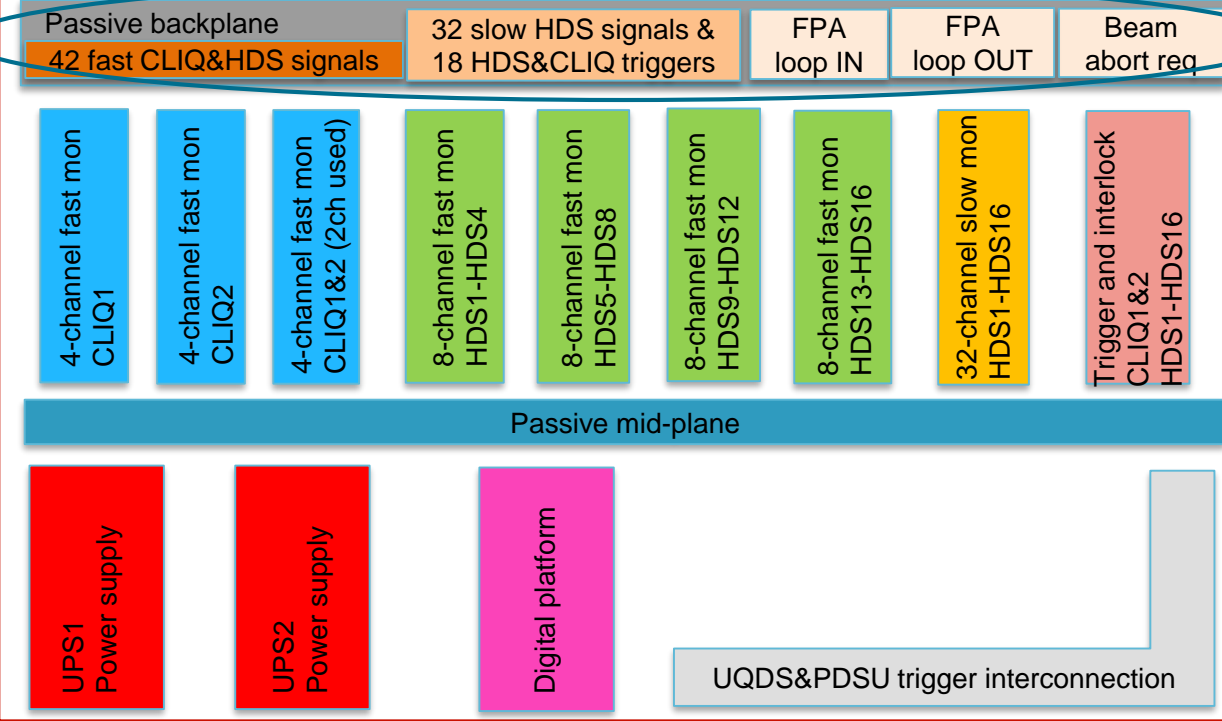 Passive backplane
42 fast CLIQ&HDS signals
32 slow HDS signals &
18 HDS&CLIQ triggers
FPA
loop IN
FPA
loop OUT
Beam
abort req
4-channel fast mon
CLIQ1
4-channel fast mon
CLIQ2
4-channel fast mon
CLIQ1&2 (2ch used)
8-channel fast mon
HDS1-HDS4
8-channel fast mon
HDS5-HDS8
8-channel fast mon
HDS9-HDS12
8-channel fast mon
HDS13-HDS16
32-channel slow mon
HDS1-HDS16
Trigger and interlock
CLIQ1&2
HDS1-HDS16
Passive mid-plane
UPS1
Power supply
UPS2
Power supply
Digital platform
UQDS&PDSU trigger interconnection